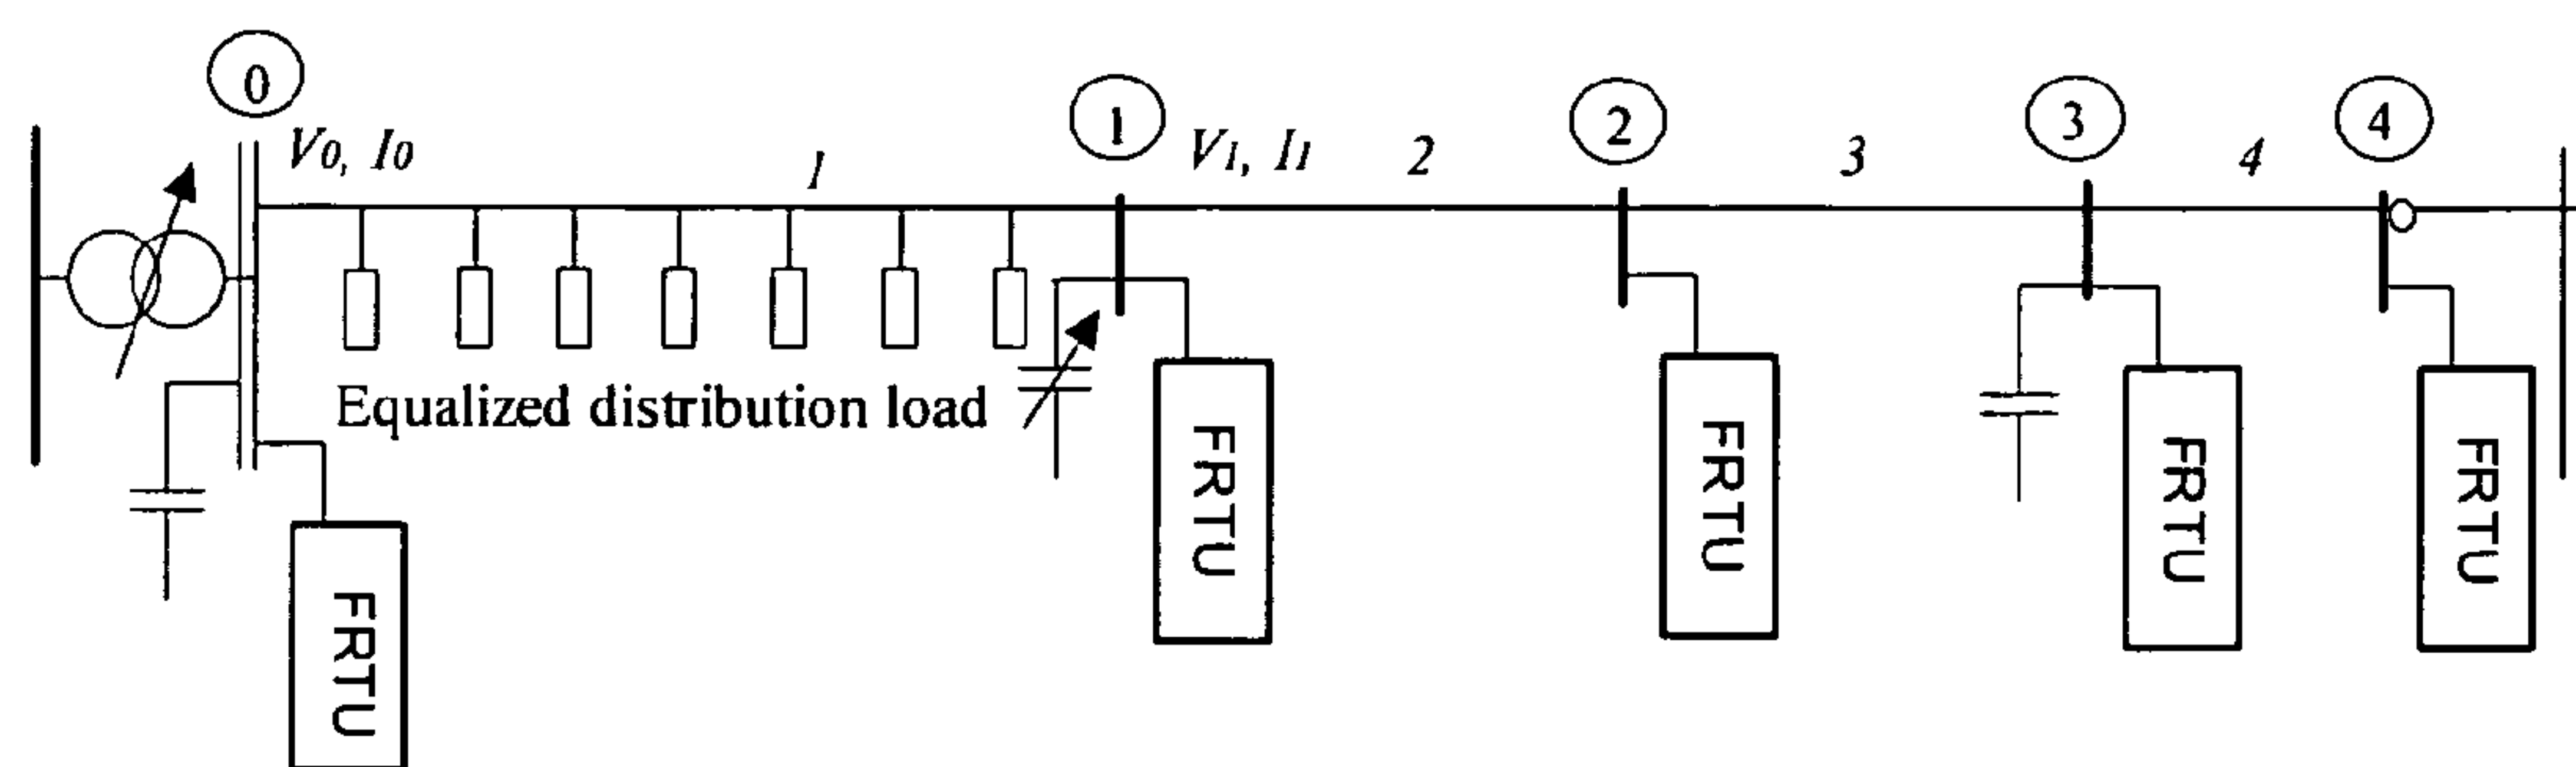 0
1
2
3
4
V0, I0
1
V1, I1
2
3
4
Equalized distribution load
FRTU
FRTU
FRTU
FRTU
FRTU